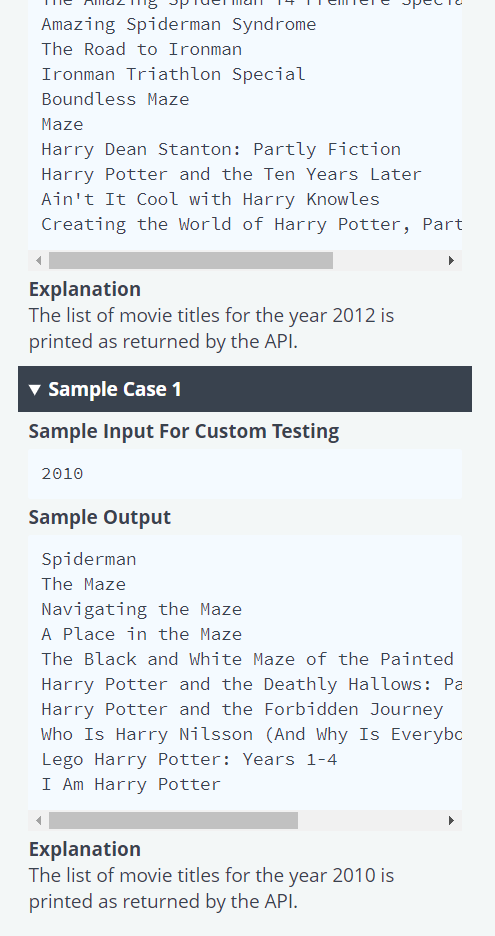 The Amazing Spiderman T4 Premiere Specia
Amazing Spiderman Syndrome
The Road to Ironman
Ironman Triathlon Special
Boundless Maze
Maze
Harry Dean Stanton: Partly Fiction
Harry Potter and the Ten Years Later
Ain't It Cool with Harry Knowles
Creating the World of Harry Potter, Part
Explanation
The list of movie titles for the year 2012 is
printed as returned by the API.
▼ Sample Case 1
Sample Input For Custom Testing
2010
Sample Output
Spiderman
The Maze
Navigating the Maze
A Place in the Maze
The Black and White Maze of the Painted
Harry Potter and the Deathly Hallows: Pa
Harry Potter and the Forbidden Journey
Who Is Harry Nilsson (And Why Is Everybo
Lego Harry Potter: Years 1-4
I Am Harry Potter
Explanation
The list of movie titles for the year 2010 is
printed as returned by the API.